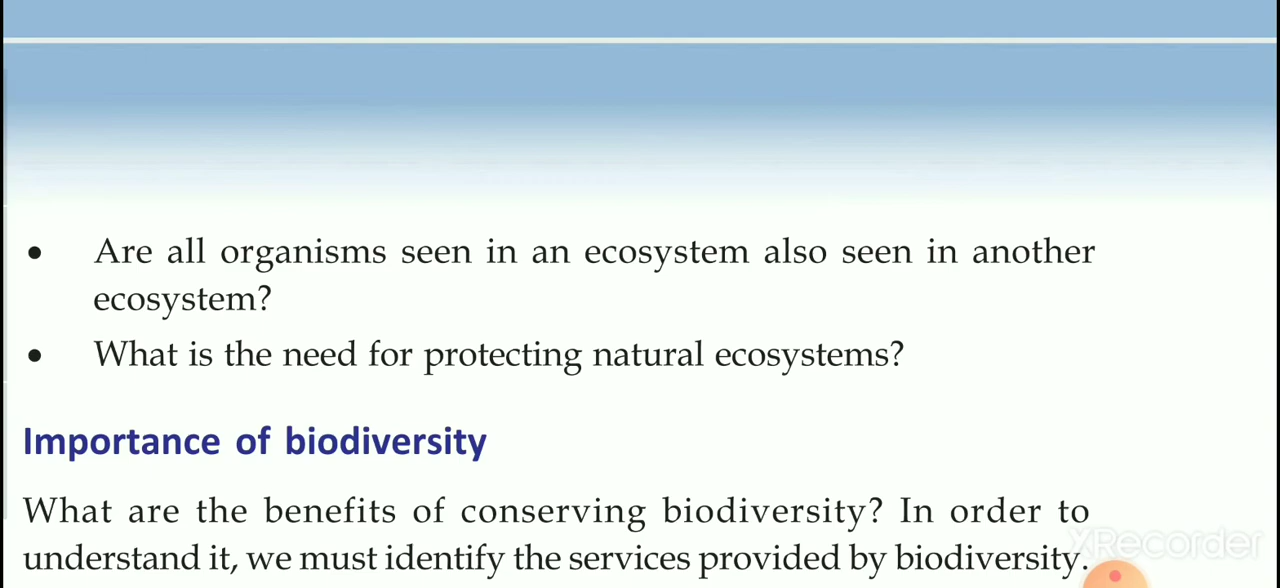 • Are all organisms seen in an ecosystem also seen in another
ecosystem?
• What is the need for protecting natural ecosystems?
Importance of biodiversity
What are the benefits of conserving biodiversity? In order to
understand it, we must identify the services provided by biodiversity.
XRecorder